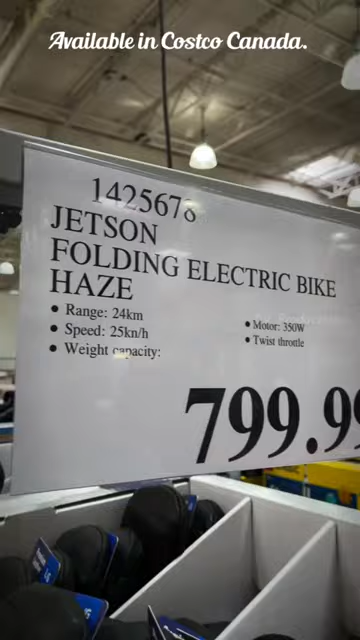 Available in Costco Canada.
1425678
JETSON
FOLDING ELECTRIC BIKE
HAZE
• Range: 24km
• Speed: 25kn/h
• Weight capacity:
• Motor: 350W
• Twist throttle
799.99